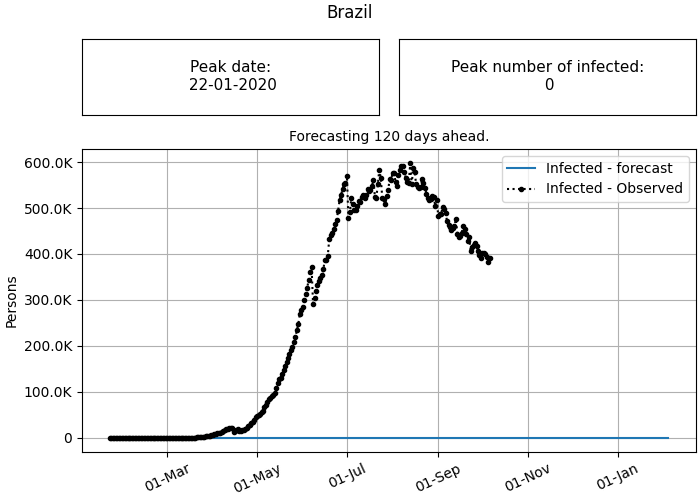 Brazil
Peak date:
22-01-2020
Peak number of infected:
0
Forecasting 120 days ahead.
Infected - forecast
Infected - Observed
Persons
600.0K
500.0K
400.0K
300.0K
200.0K
100.0K
0
01-Mar
01-May
01-Jul
01-Sep
01-Nov
01-Jan